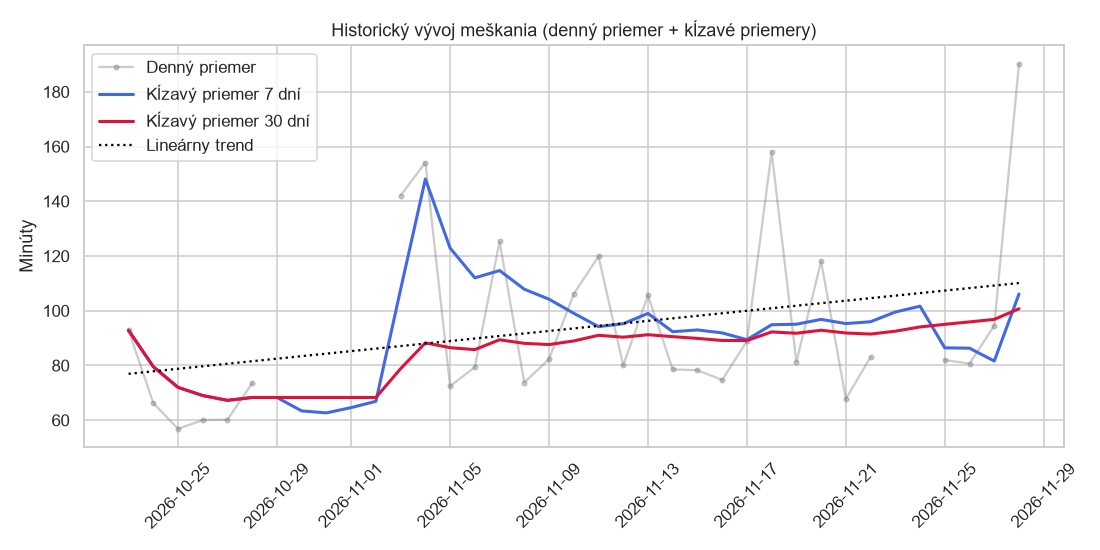 Historický vývoj meškania (denný priemer + kĺzavé priemery)
Denný priemer
Kĺzavý priemer 7 dní
Kĺzavý priemer 30 dní
Lineárny trend
Minúty
180
160
140
120
100
80
60
2026-10-25
2026-10-29
2026-11-01
2026-11-05
2026-11-09
2026-11-13
2026-11-17
2026-11-21
2026-11-25
2026-11-29